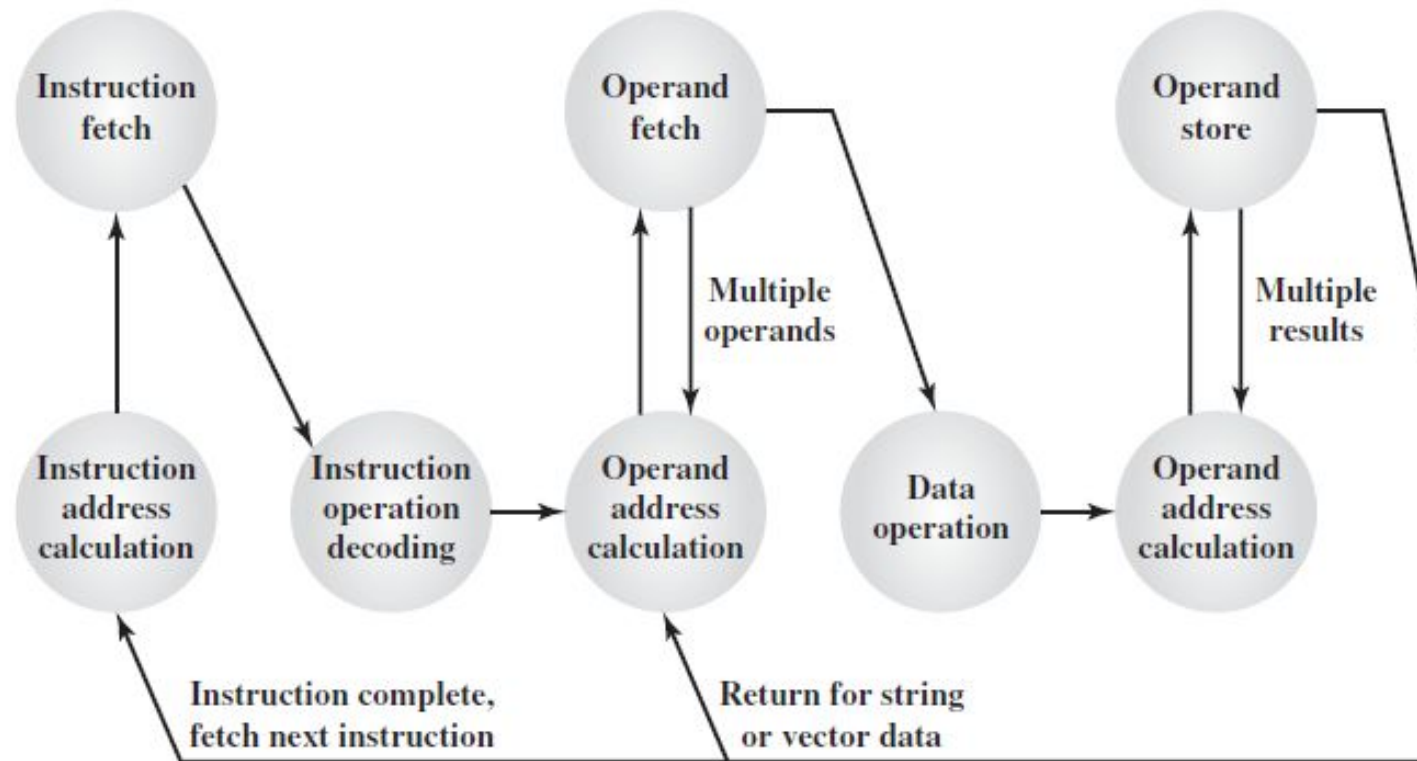 Instruction
fetch
Operand
fetch
Operand
store
Multiple
operands
Multiple
results
Instruction
address
calculation
Instruction
operation
decoding
Operand
address
calculation
Data
operation
Operand
address
calculation
Instruction complete,
fetch next instruction
Return for string
or vector data